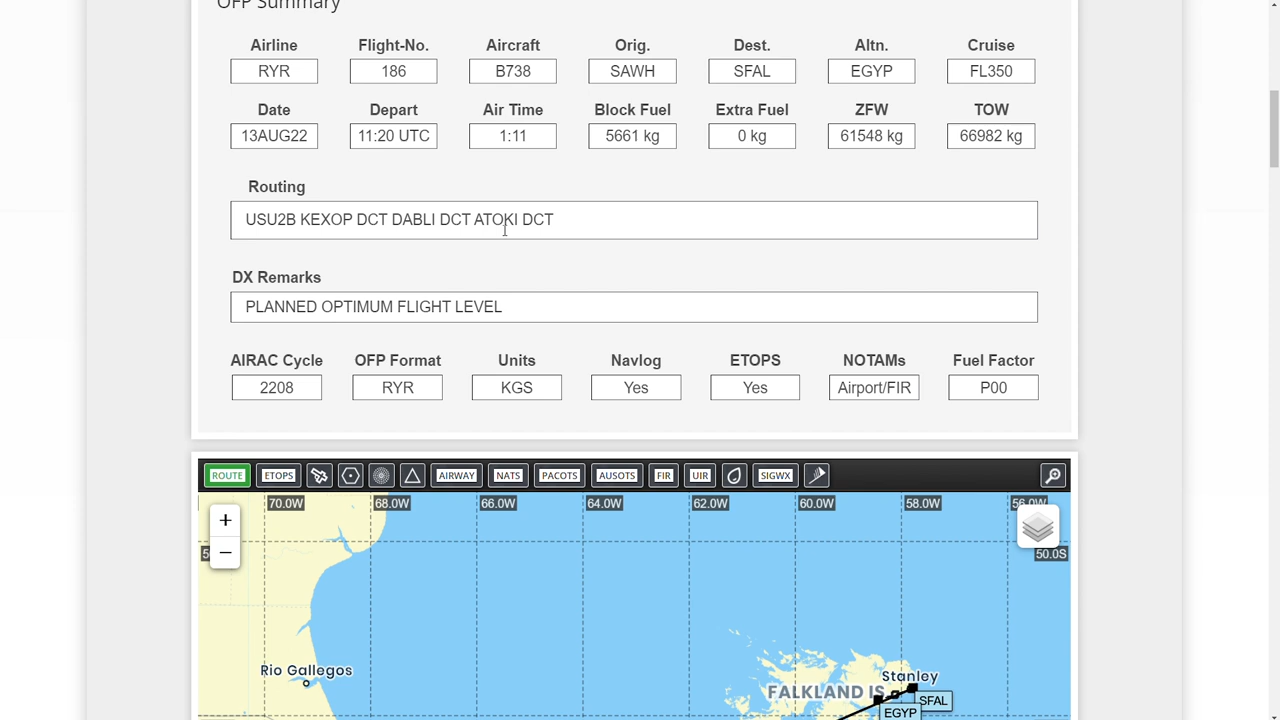 OFP Summary
Airline Flight-No. Aircraft Orig. Dest. Altn. Cruise
RYR 186 B738 SAWH SFAL EGYP FL350
Date Depart Air Time Block Fuel Extra Fuel ZFW TOW
13AUG22 11:20 UTC 1:11 5661 kg 0 kg 61548 kg 66982 kg
Routing
USU2B KEXOP DCT DABLI DCT ATOKI DCT
DX Remarks
PLANNED OPTIMUM FLIGHT LEVEL
AIRAC Cycle OFP Format Units Navlog ETOPS NOTAMs Fuel Factor
2208 RYR KGS Yes Yes Airport/FIR P00
ROUTE ETOPS AIRWAY NATS PACOTS AUSOTS FIR UIR SIGWX
70.0W 68.0W 66.0W 64.0W 62.0W 60.0W 58.0W 56.0W
+
−
50.0S
Rio Gallegos
Stanley
FALKLAND IS
SFAL
EGYP